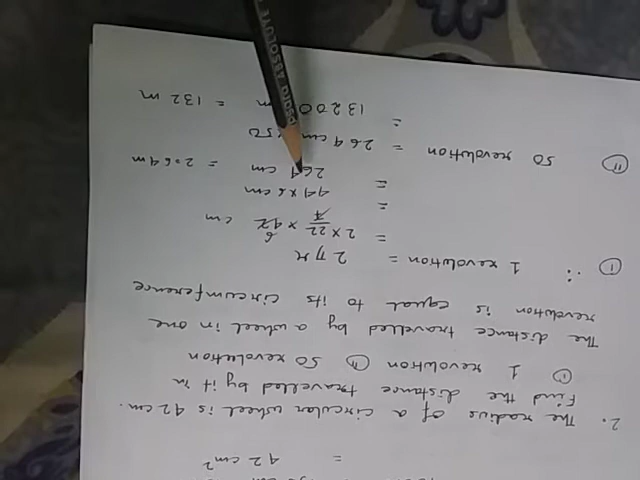 = 42 cm²
2. The radius of a circular wheel is 42 cm.
Find the distance travelled by it in
(i) 1 revolution (ii) 50 revolution
The distance travelled by a wheel in one
revolution is equal to its circumference
(i) ∴ 1 revolution = 2πr
= 2 × 22/7 × 42 6 cm
= 44 × 6 cm
= 264 cm = 2.64 m
(ii) 50 revolution = 264 cm × 50
= 13200 cm = 132 m
ABSOLUTE